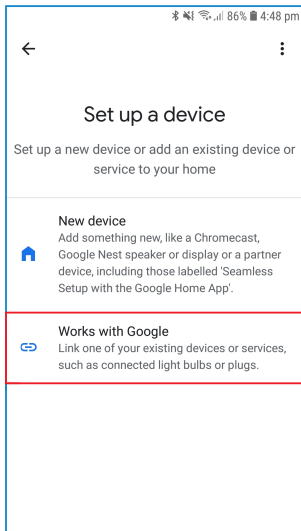 86% 4:48 pm
Set up a device
Set up a new device or add an existing device or
service to your home
New device
Add something new, like a Chromecast,
Google Nest speaker or display or a partner
device, including those labelled 'Seamless
Setup with the Google Home App'.
Works with Google
Link one of your existing devices or services,
such as connected light bulbs or plugs.